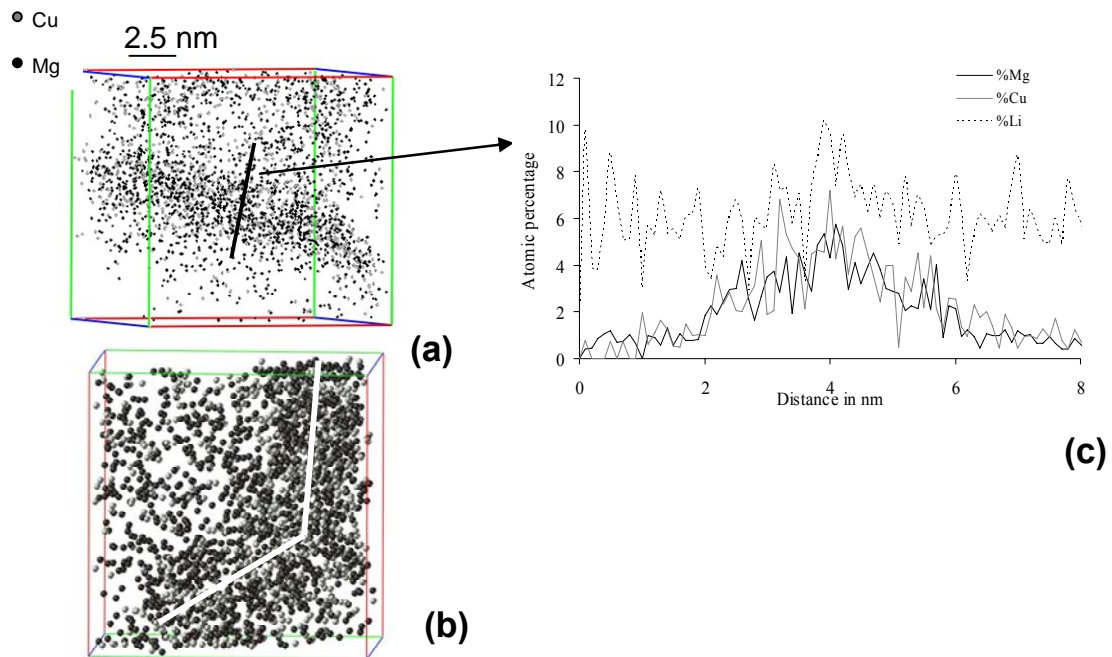 Cu
2.5 nm
Mg
(a)
(b)
12
10
8
6
4
2
0
Atomic percentage
%Mg
%Cu
%Li
0 2 4 6 8
Distance in nm
(c)